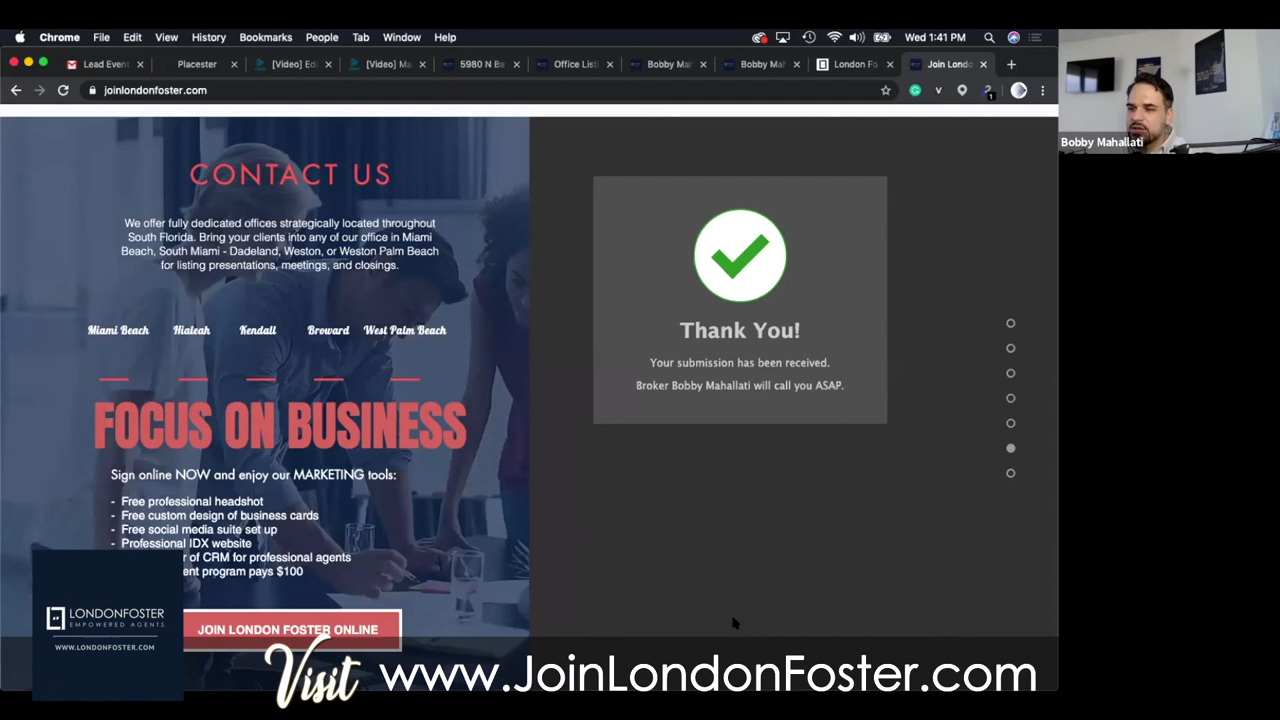 Chrome File Edit View History Bookmarks People Tab Window Help
Wed 1:41 PM
Lead Event
Placester
[Video] Edi
[Video] Ma
5980 N Ba
Office Listi
Bobby Mah
Bobby Mah
London Fo
Join Londo
joinlondonfoster.com
Bobby Mahallati
CONTACT US
We offer fully dedicated offices strategically located throughout
South Florida. Bring your clients into any of our office in Miami
Beach, South Miami - Dadeland, Weston, or Weston Palm Beach
for listing presentations, meetings, and closings.
Miami Beach Hialeah Kendall Broward West Palm Beach
FOCUS ON BUSINESS
Sign online NOW and enjoy our MARKETING tools:
- Free professional headshot
- Free custom design of business cards
- Free social media suite set up
- Professional IDX website
r of CRM for professional agents
ent program pays $100
JOIN LONDON FOSTER ONLINE
Thank You!
Your submission has been received.
Broker Bobby Mahallati will call you ASAP.
LONDONFOSTER
EMPOWERED AGENTS
WWW.LONDONFOSTER.COM
Visit www.JoinLondonFoster.com